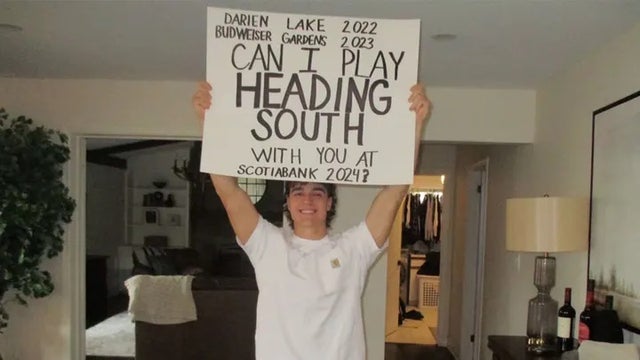 DARIEN LAKE 2022
BUDWEISER GARDENS 2023
CAN I PLAY
HEADING
SOUTH
WITH YOU AT
SCOTIABANK 2024?